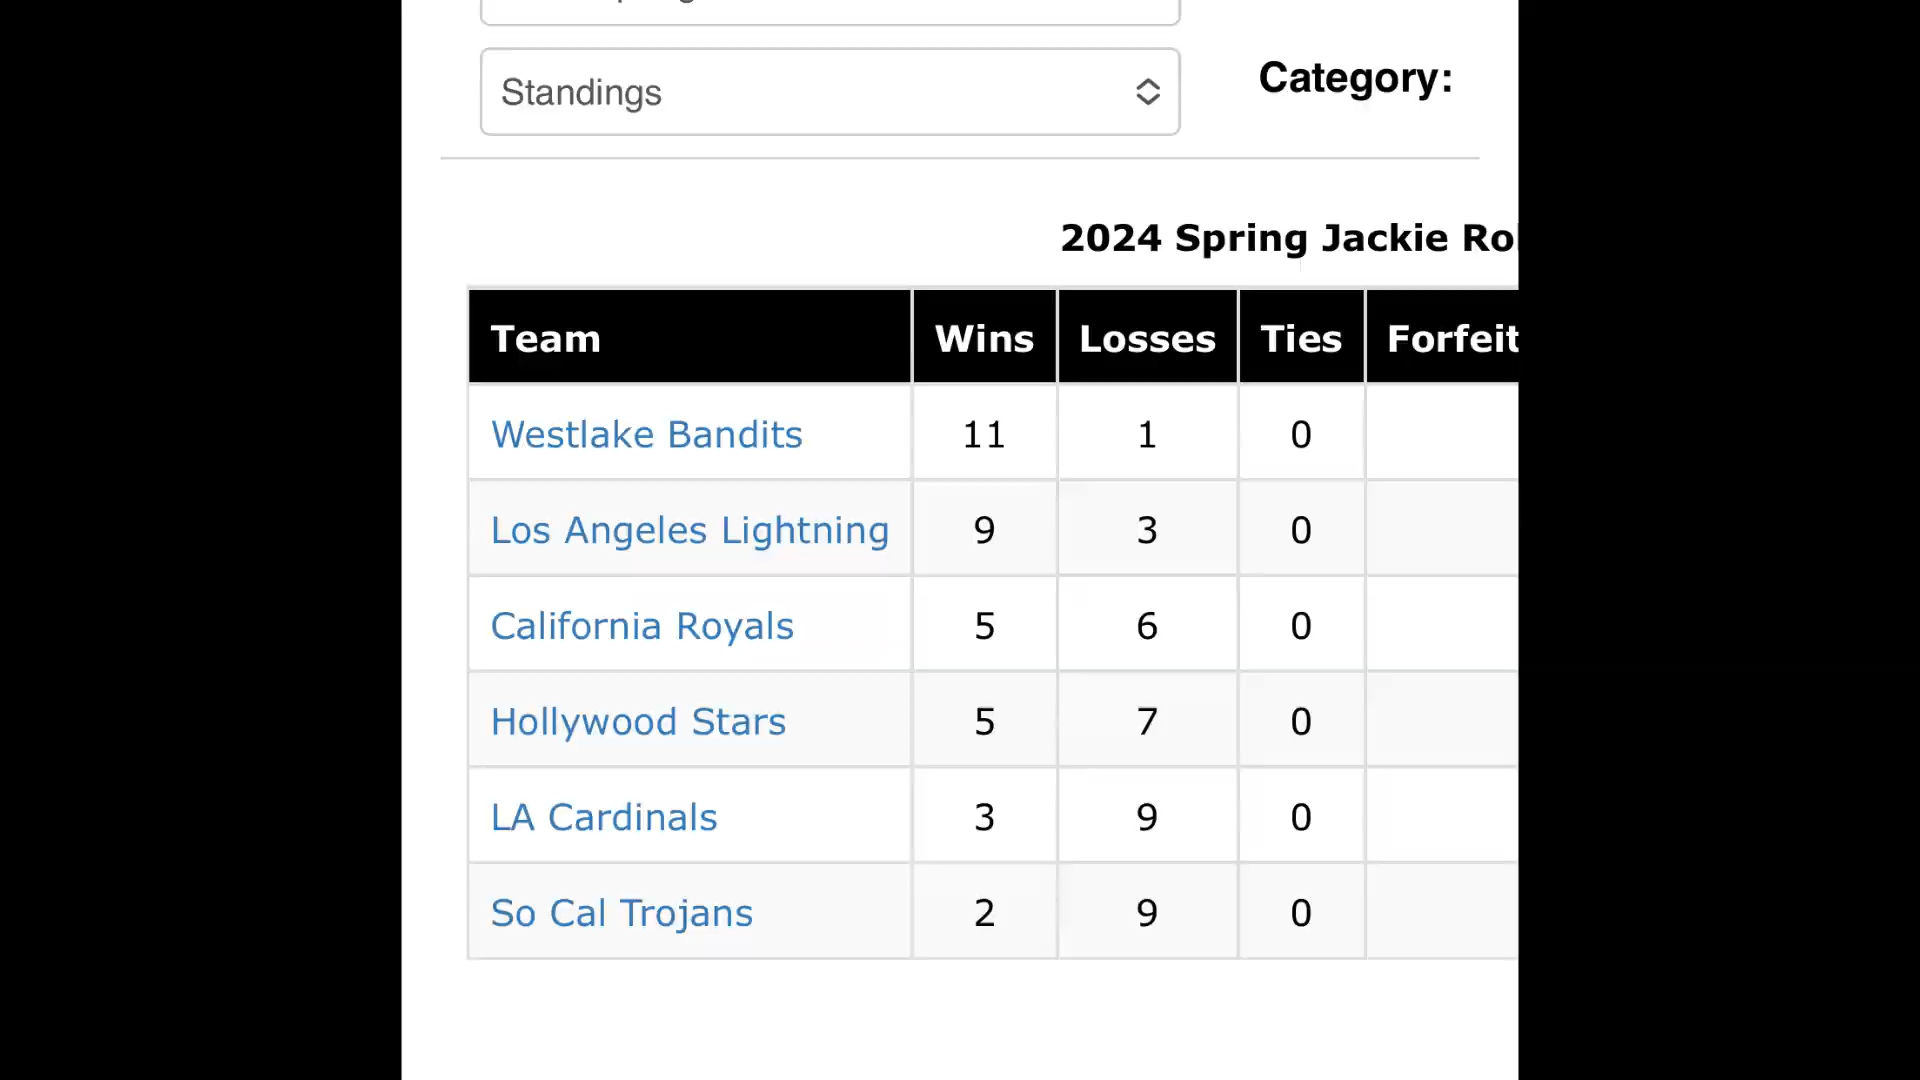 Standings
Category:
2024 Spring Jackie Ro
Team Wins Losses Ties Forfeit
Westlake Bandits 11 1 0
Los Angeles Lightning 9 3 0
California Royals 5 6 0
Hollywood Stars 5 7 0
LA Cardinals 3 9 0
So Cal Trojans 2 9 0